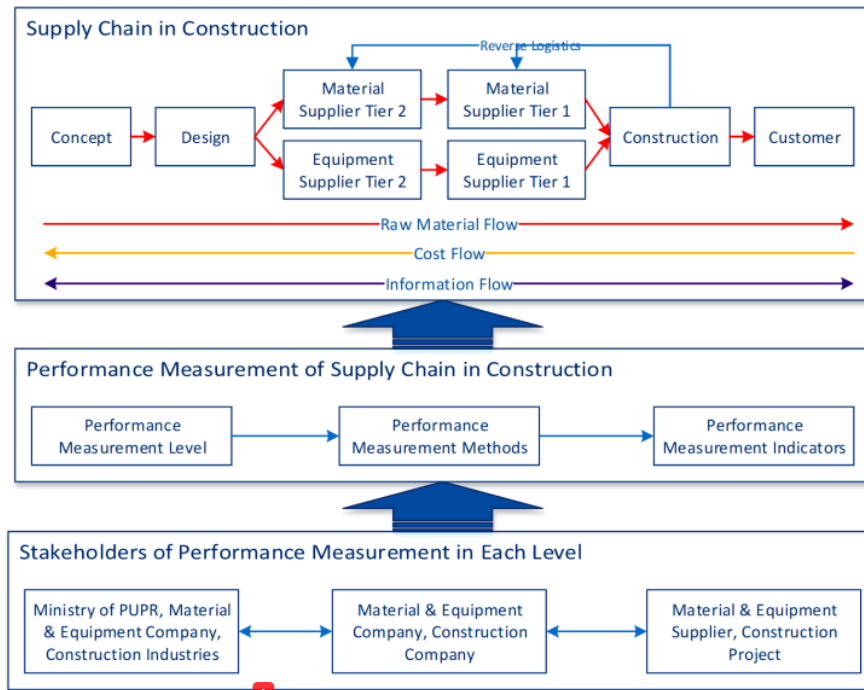 Supply Chain in Construction
Reverse Logistics
Material
Supplier Tier 2
Material
Supplier Tier 1
Concept
Design
Construction
Customer
Equipment
Supplier Tier 2
Equipment
Supplier Tier 1
Raw Material Flow
Cost Flow
Information Flow
Performance Measurement of Supply Chain in Construction
Performance
Measurement Level
Performance
Measurement Methods
Performance
Measurement Indicators
Stakeholders of Performance Measurement in Each Level
Ministry of PUPR, Material
& Equipment Company,
Construction Industries
Material & Equipment
Company, Construction
Company
Material & Equipment
Supplier, Construction
Project